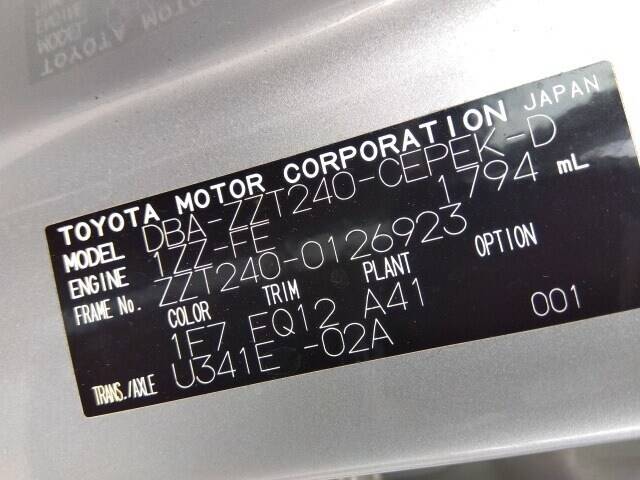 TOYOTA MOTOR CORPORATION JAPAN
MODEL DBA-ZZT240-CEPEK-D
ENGINE 1ZZ-FE 1794 mL
FRAME No. ZZT240-0126923
COLOR TRIM PLANT OPTION
1F7 FQ12 A41
TRANS./AXLE U341E -02A 001